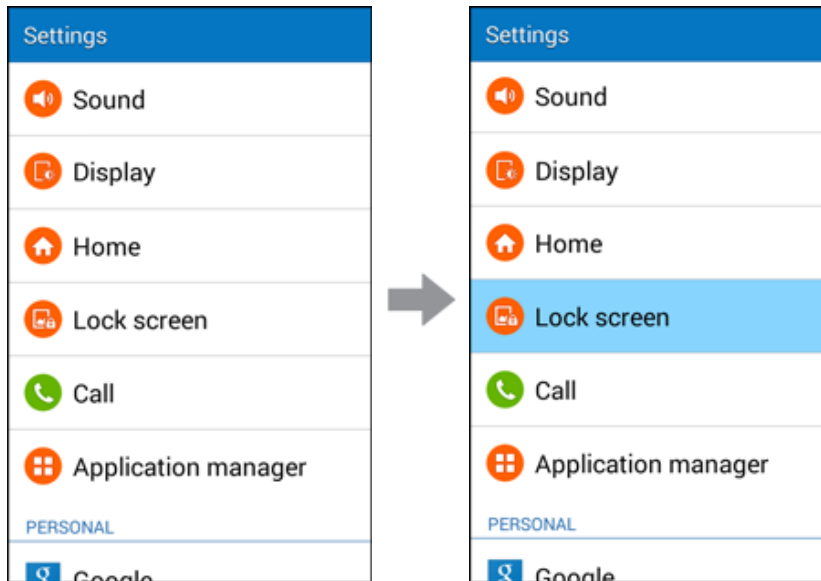 Settings
Sound
Display
Home
Lock screen
Call
Application manager
PERSONAL
Google
Settings
Sound
Display
Home
Lock screen
Call
Application manager
PERSONAL
Google